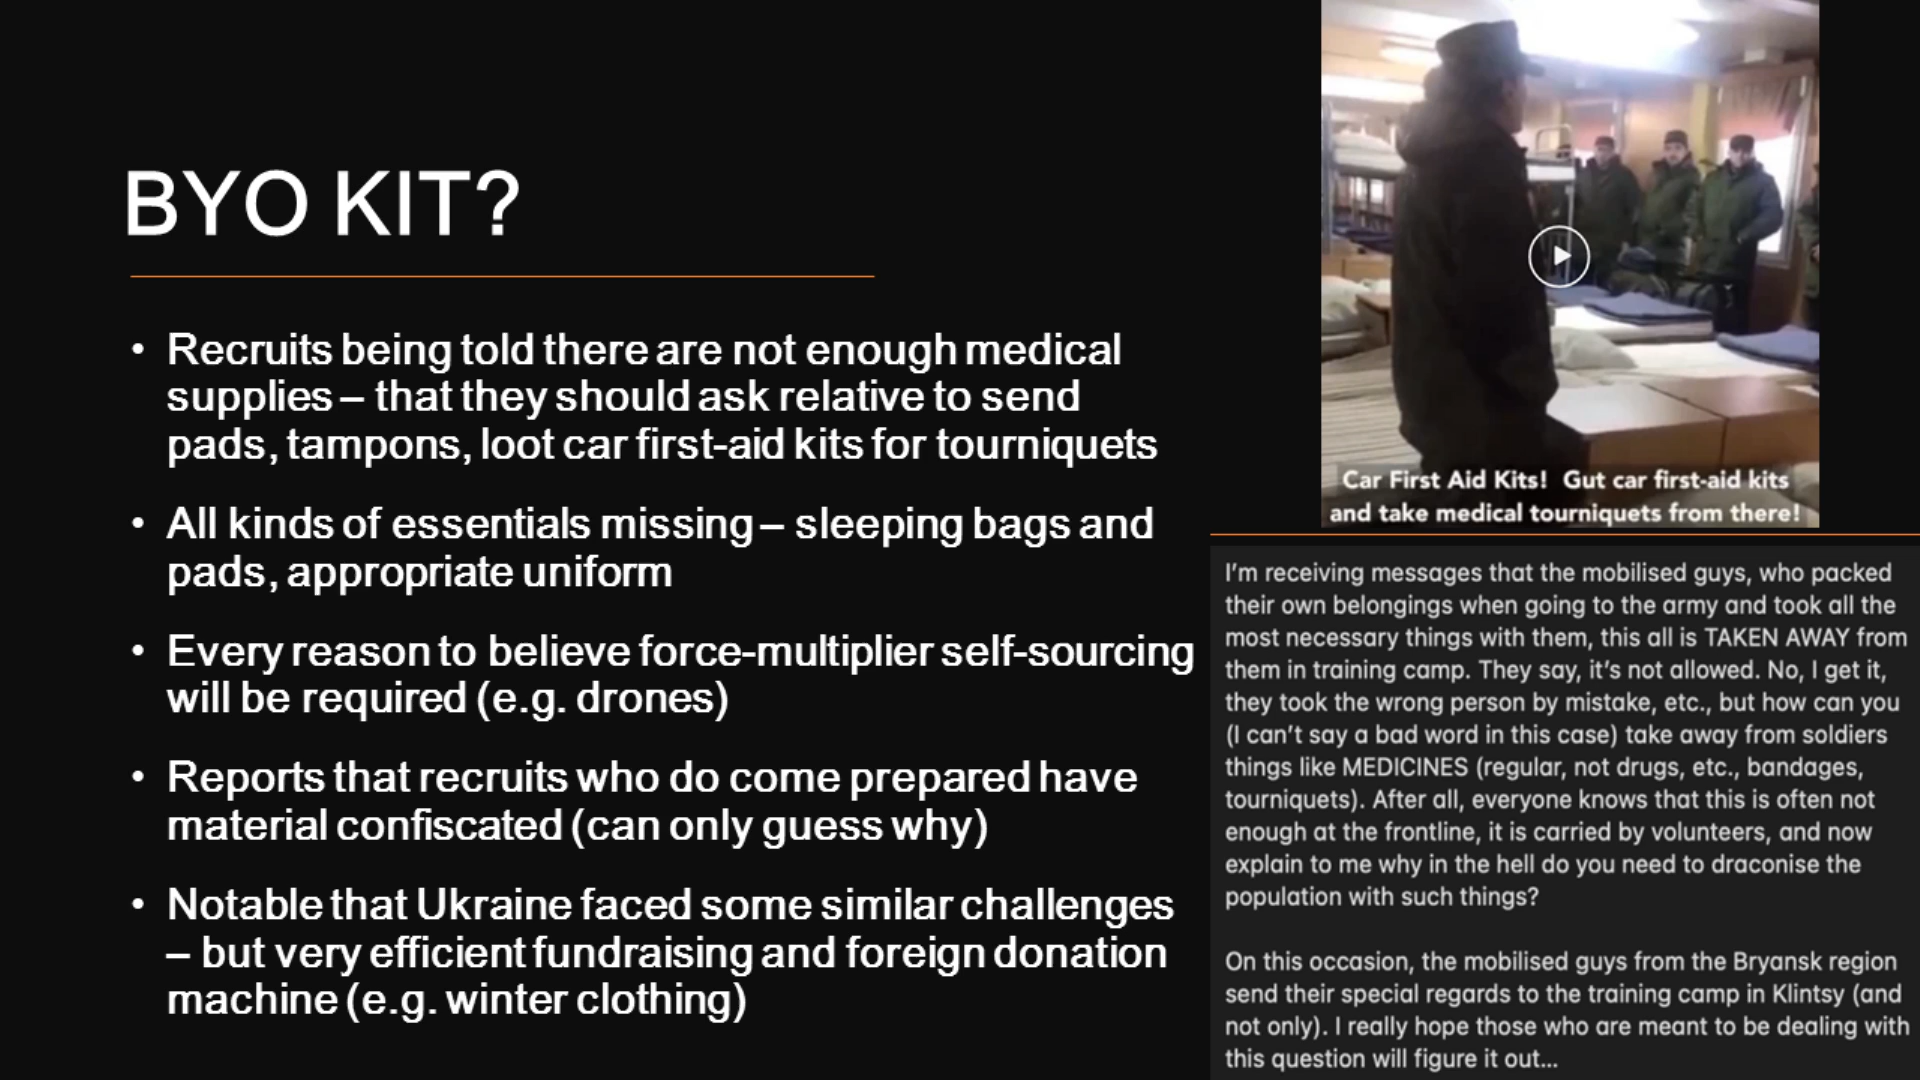 BYO KIT?
• Recruits being told there are not enough medical
supplies – that they should ask relative to send
pads, tampons, loot car first-aid kits for tourniquets
• All kinds of essentials missing – sleeping bags and
pads, appropriate uniform
• Every reason to believe force-multiplier self-sourcing
will be required (e.g. drones)
• Reports that recruits who do come prepared have
material confiscated (can only guess why)
• Notable that Ukraine faced some similar challenges
– but very efficient fundraising and foreign donation
machine (e.g. winter clothing)
Car First Aid Kits! Gut car first-aid kits
and take medical tourniquets from there!
I'm receiving messages that the mobilised guys, who packed
their own belongings when going to the army and took all the
most necessary things with them, this all is TAKEN AWAY from
them in training camp. They say, it's not allowed. No, I get it,
they took the wrong person by mistake, etc., but how can you
(I can't say a bad word in this case) take away from soldiers
things like MEDICINES (regular, not drugs, etc., bandages,
tourniquets). After all, everyone knows that this is often not
enough at the frontline, it is carried by volunteers, and now
explain to me why in the hell do you need to draconise the
population with such things?
On this occasion, the mobilised guys from the Bryansk region
send their special regards to the training camp in Klintsy (and
not only). I really hope those who are meant to be dealing with
this question will figure it out...